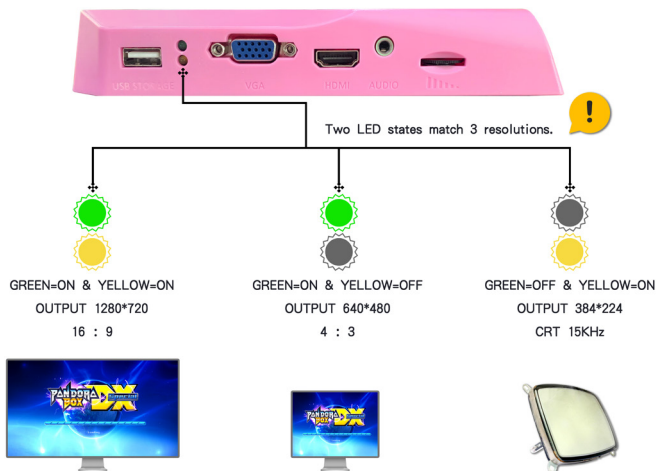 USB STORAGE
VGA
HDMI
AUDIO
Two LED states match 3 resolutions.
!
GREEN=ON & YELLOW=ON
OUTPUT 1280*720
16 : 9
GREEN=ON & YELLOW=OFF
OUTPUT 640*480
4 : 3
GREEN=OFF & YELLOW=ON
OUTPUT 384*224
CRT 15KHz
PANDORA
BOX
DX
PANDORA
BOX
DX